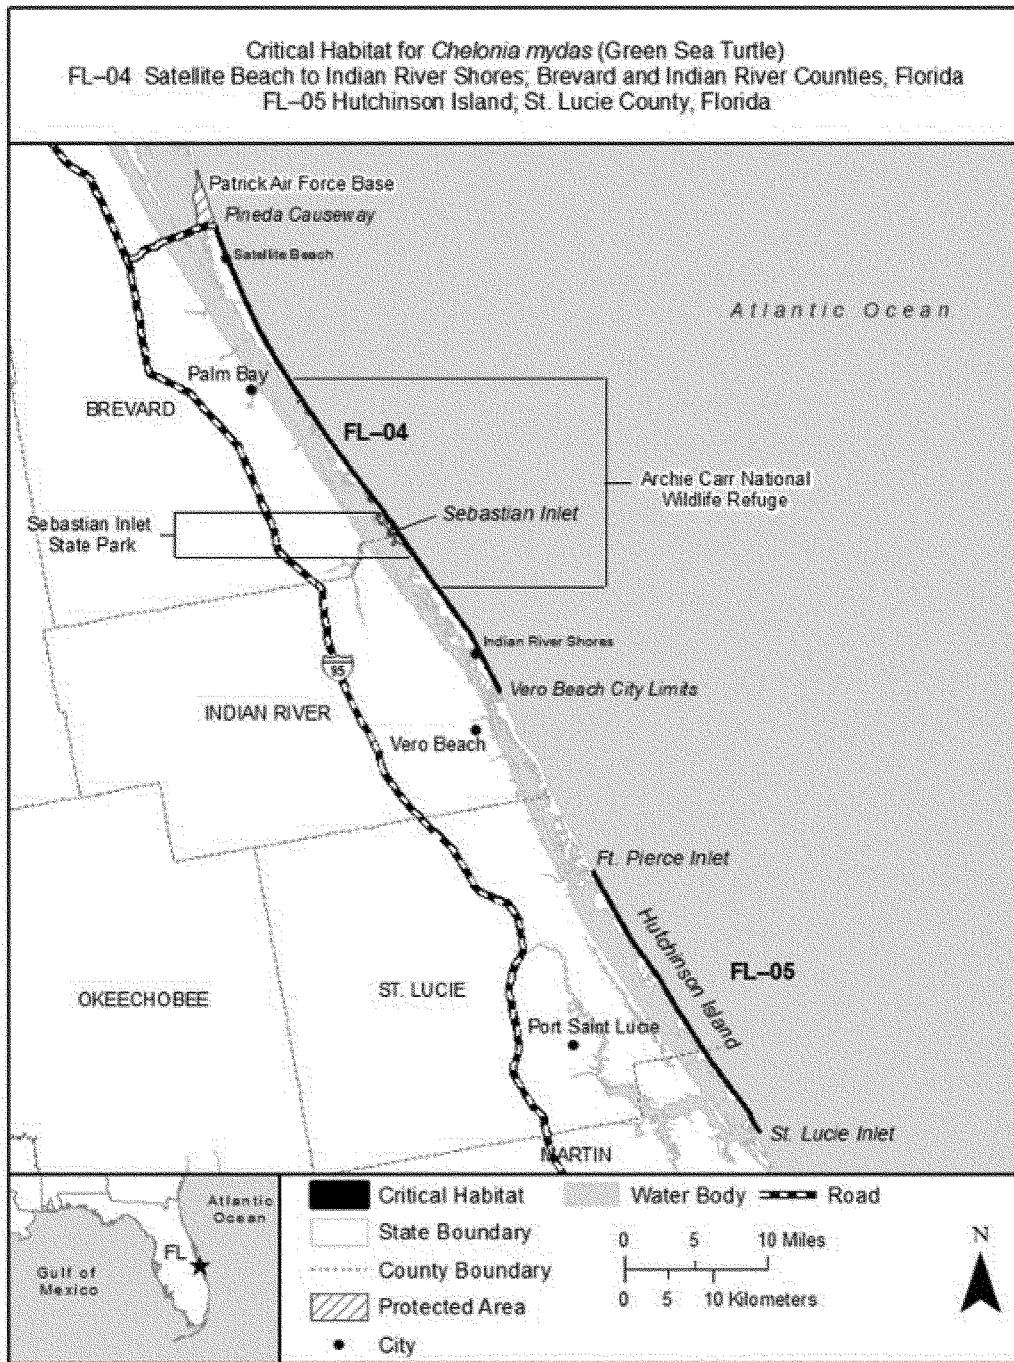 Critical Habitat for Chelonia mydas (Green Sea Turtle)
FL–04 Satellite Beach to Indian River Shores; Brevard and Indian River Counties, Florida
FL–05 Hutchinson Island; St. Lucie County, Florida
Patrick Air Force Base
Pineda Causeway
Satellite Beach
Atlantic Ocean
Palm Bay
BREVARD
FL–04
Archie Carr National
Wildlife Refuge
Sebastian Inlet
Sebastian Inlet
State Park
Indian River Shores
95
Vero Beach City Limits
INDIAN RIVER
Vero Beach
Ft. Pierce Inlet
Hutchinson Island
FL–05
OKEECHOBEE
ST. LUCIE
Port Saint Lucie
St. Lucie Inlet
MARTIN
Atlantic
Ocean
FL
Gulf of
Mexico
Critical Habitat
Water Body
Road
State Boundary
County Boundary
Protected Area
City
0 5 10 Miles
0 5 10 Kilometers
N